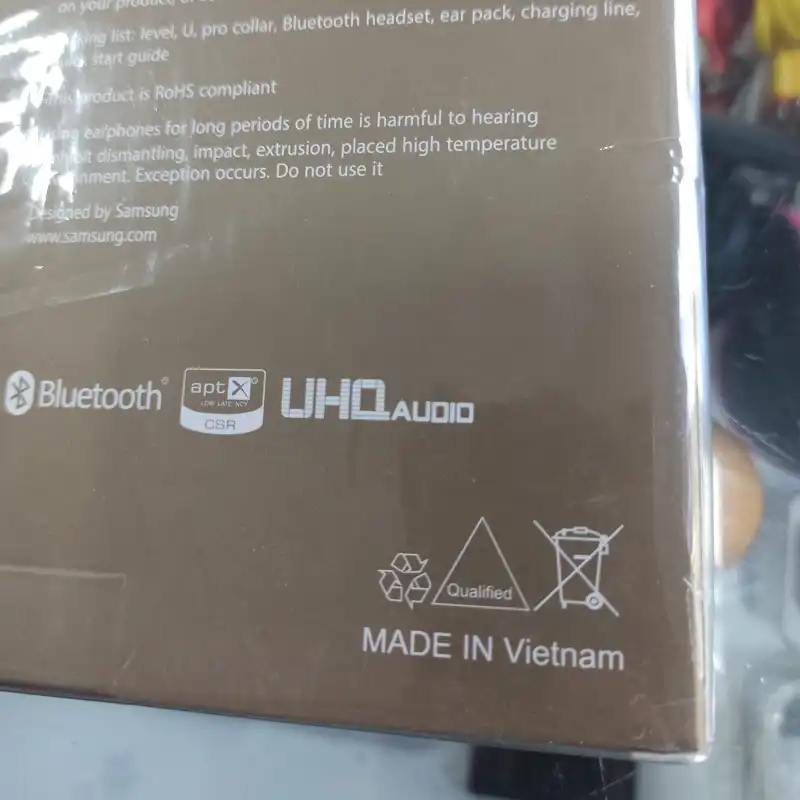 on your product,
king list: level, U, pro collar, Bluetooth headset, ear pack, charging line,
start guide
This product is RoHS compliant
earphones for long periods of time is harmful to hearing
dismantling, impact, extrusion, placed high temperature
nment. Exception occurs. Do not use it
Designed by Samsung
www.samsung.com
Bluetooth®
aptX®
LOW LATENCY
CSR
UHQ AUDIO
Qualified
MADE IN Vietnam